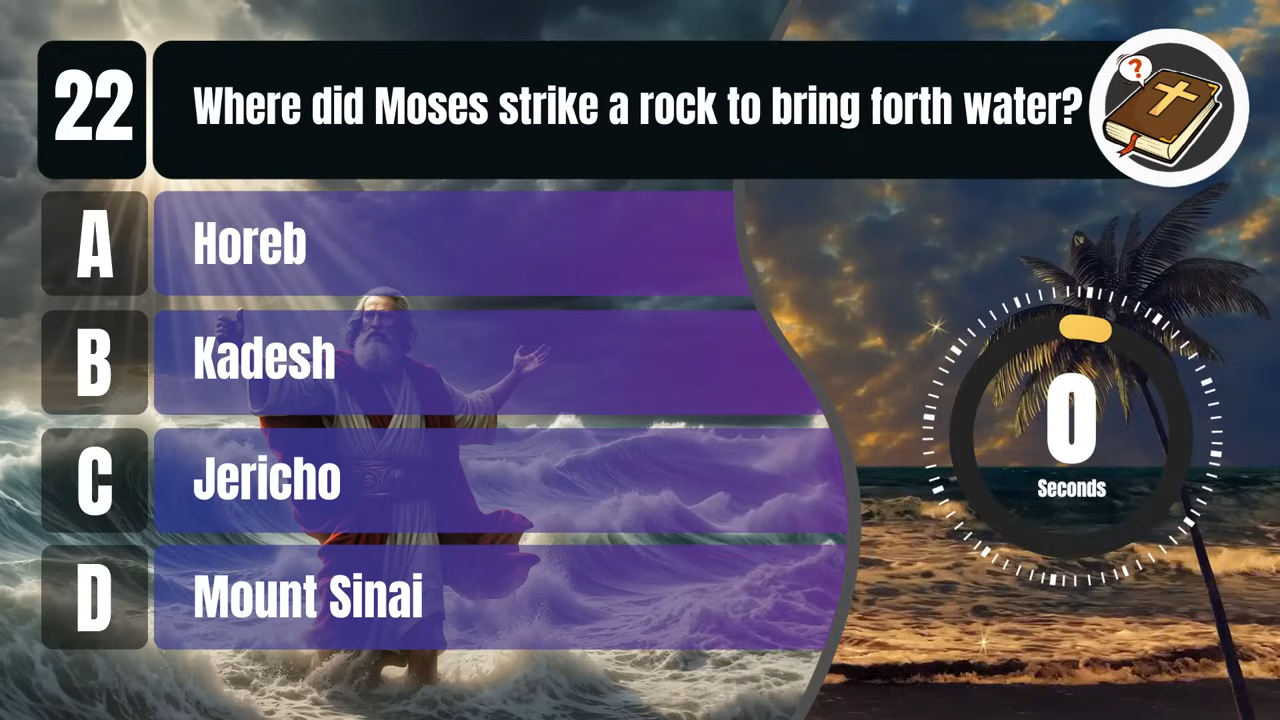 22
Where did Moses strike a rock to bring forth water?
?
A
Horeb
B
Kadesh
C
Jericho
D
Mount Sinai
0
Seconds